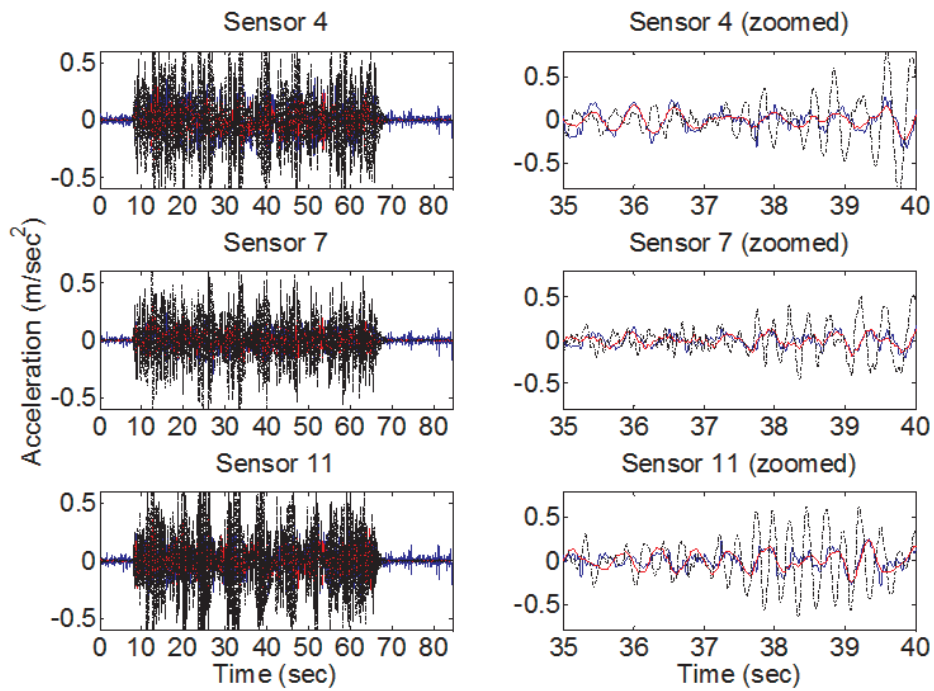 Sensor 4
Sensor 4 (zoomed)
0.5
0
-0.5
0 10 20 30 40 50 60 70 80
0.5
0
-0.5
35 36 37 38 39 40
Sensor 7
Sensor 7 (zoomed)
Acceleration (m/sec²)
0.5
0
-0.5
0 10 20 30 40 50 60 70 80
0.5
0
-0.5
35 36 37 38 39 40
Sensor 11
Sensor 11 (zoomed)
0.5
0
-0.5
0 10 20 30 40 50 60 70 80
Time (sec)
0.5
0
-0.5
35 36 37 38 39 40
Time (sec)